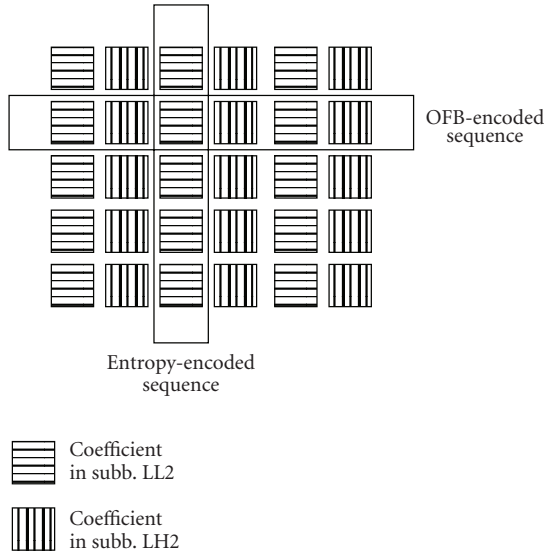 OFB-encoded
sequence
Entropy-encoded
sequence
Coefficient
in subb. LL2
Coefficient
in subb. LH2